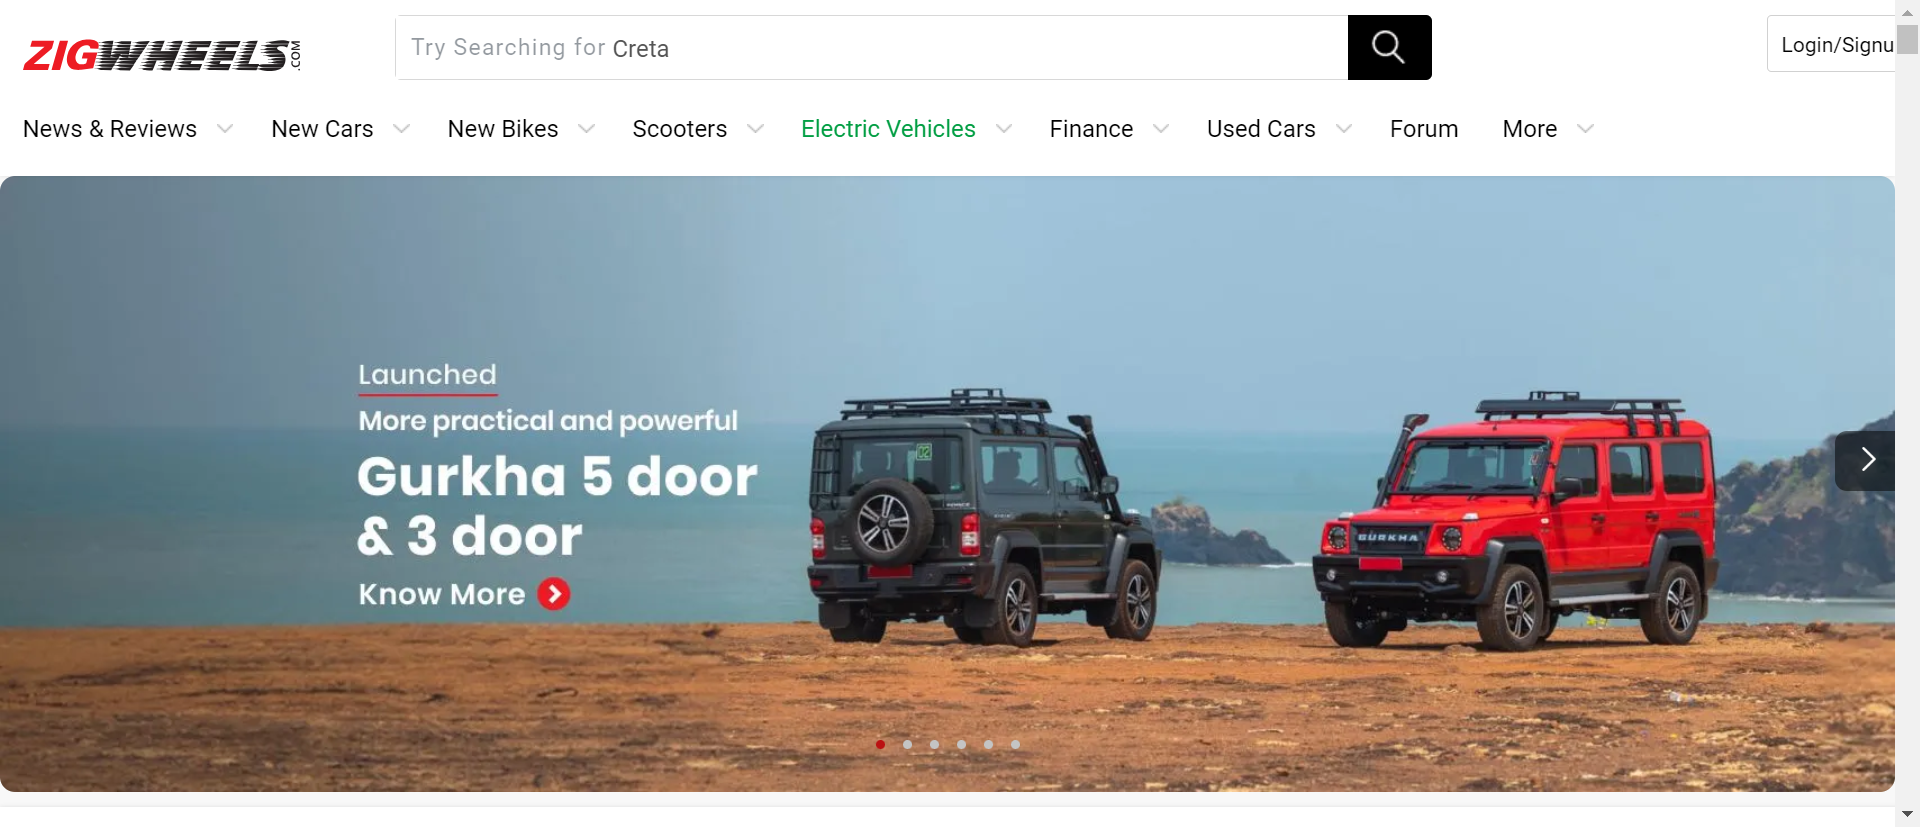 ZIGWHEELS.COM
Try Searching for Creta
Login/Signu
News & Reviews New Cars New Bikes Scooters Electric Vehicles Finance Used Cars Forum More
Launched
More practical and powerful
Gurkha 5 door
& 3 door
Know More
02
GURKHA